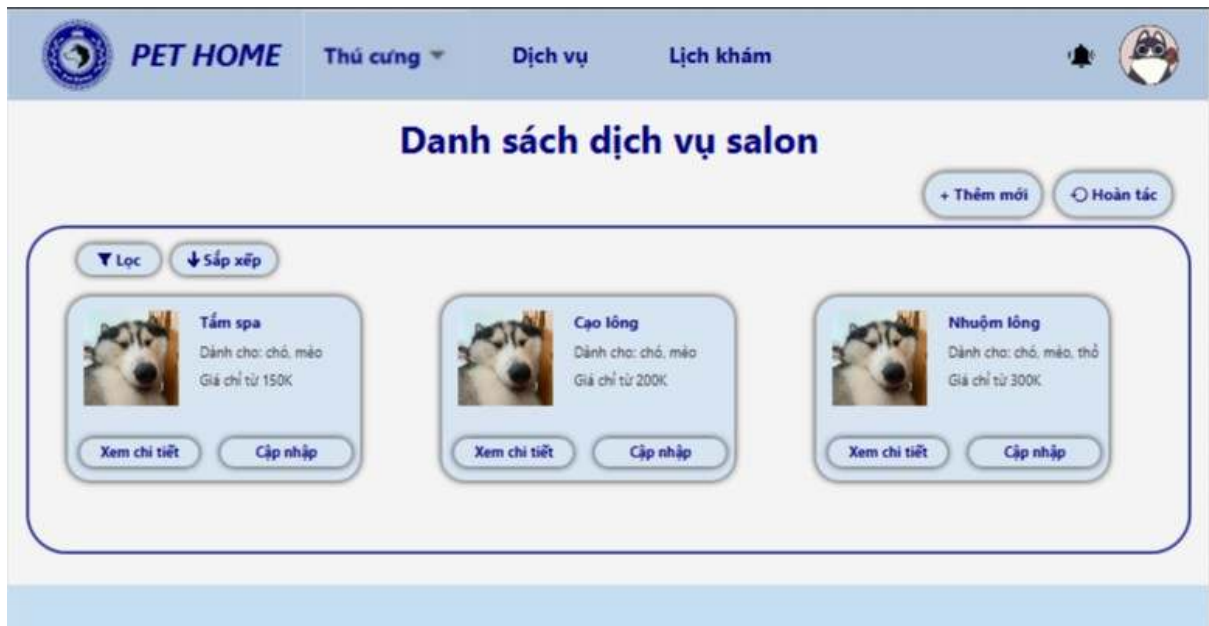 PET HOME Thú cưng Dịch vụ Lịch khám
Danh sách dịch vụ salon
+ Thêm mới Hoàn tác
Lọc Sắp xếp
Tắm spa
Dành cho: chó, mèo
Giá chỉ từ 150K
Xem chi tiết Cập nhập
Cạo lông
Dành cho: chó, mèo
Giá chỉ từ 200K
Xem chi tiết Cập nhập
Nhuộm lông
Dành cho: chó, mèo, thỏ
Giá chỉ từ 300K
Xem chi tiết Cập nhập